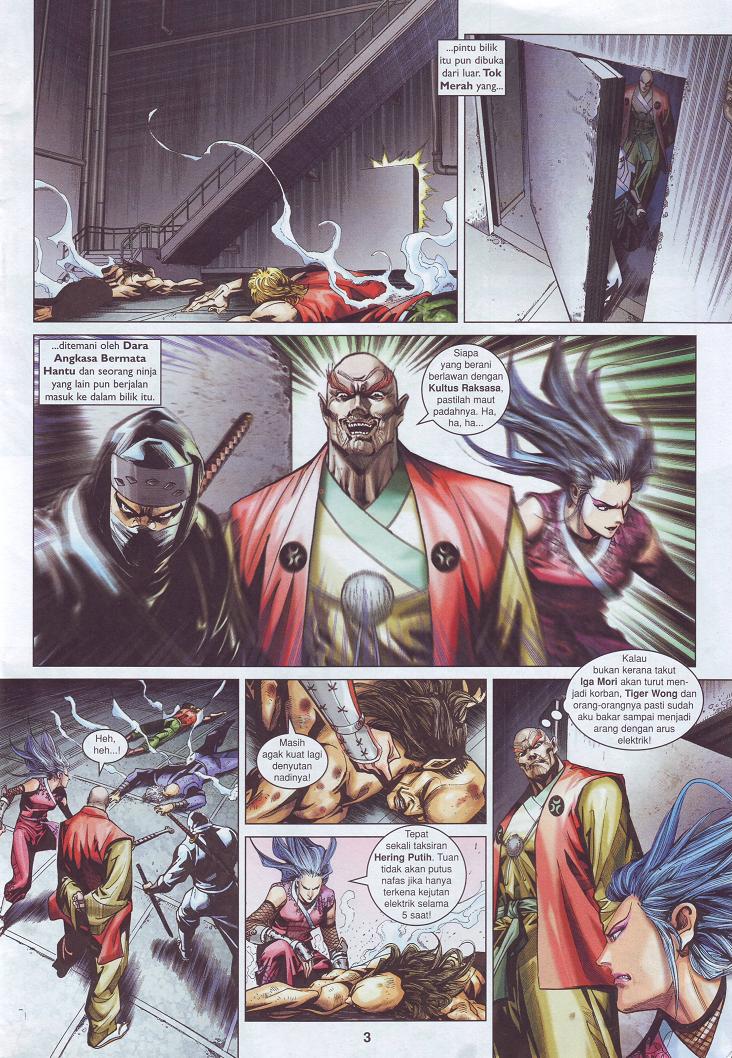 ...pintu bilik
itu pun dibuka
dari luar. Tok
Merah yang...
...ditemani oleh Dara
Angkasa Bermata
Hantu dan seorang ninja
yang lain pun berjalan
masuk ke dalam bilik itu.
Siapa
yang berani
berlawan dengan
Kultus Raksasa,
pastilah maut
padahnya. Ha,
ha, ha...
Heh,
heh...!
Masih
agak kuat lagi
denyutan
nadinya!
Tepat
sekali taksiran
Hering Putih. Tuan
tidak akan putus
nafas jika hanya
terkena kejutan
elektrik selama
5 saat!
Kalau
bukan kerana takut
Iga Mori akan turut men-
jadi korban, Tiger Wong dan
orang-orangnya pasti sudah
aku bakar sampai menjadi
arang dengan arus
elektrik!
3